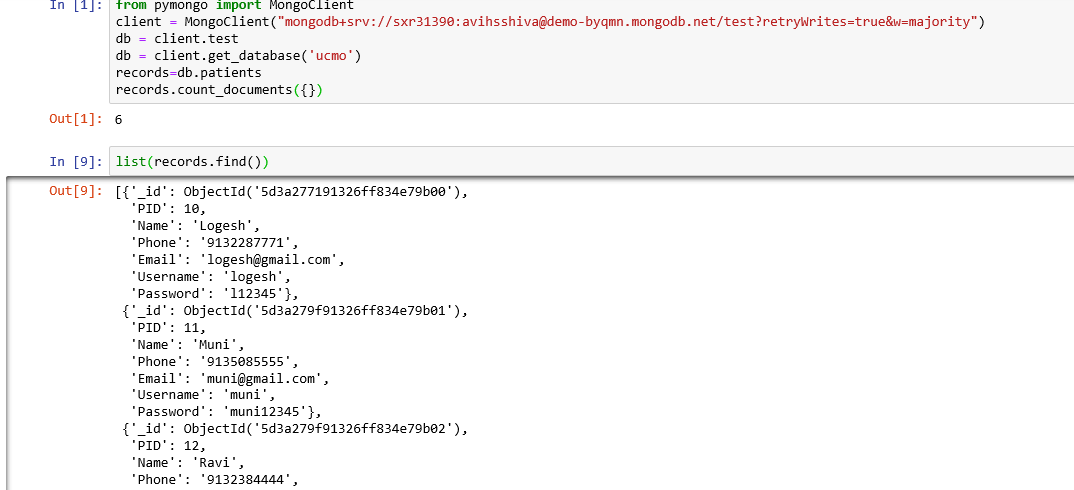 In [1]: from pymongo import MongoClient
client = MongoClient("mongodb+srv://sxr31390:avihsshiva@demo-byqmn.mongodb.net/test?retryWrites=true&w=majority")
db = client.test
db = client.get_database('ucmo')
records=db.patients
records.count_documents({})
Out[1]: 6
In [9]: list(records.find())
Out[9]: [{'_id': ObjectId('5d3a277191326ff834e79b00'),
'PID': 10,
'Name': 'Logesh',
'Phone': '9132287771',
'Email': 'logesh@gmail.com',
'Username': 'logesh',
'Password': 'l12345'},
{'_id': ObjectId('5d3a279f91326ff834e79b01'),
'PID': 11,
'Name': 'Muni',
'Phone': '9135085555',
'Email': 'muni@gmail.com',
'Username': 'muni',
'Password': 'muni12345'},
{'_id': ObjectId('5d3a279f91326ff834e79b02'),
'PID': 12,
'Name': 'Ravi',
'Phone': '9132384444',